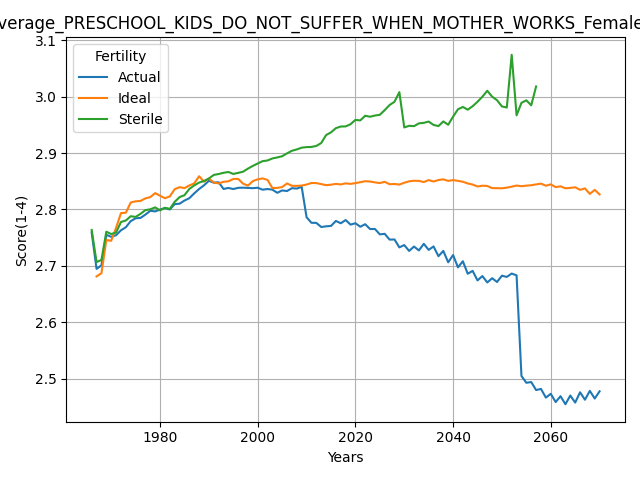 verage_PRESCHOOL_KIDS_DO_NOT_SUFFER_WHEN_MOTHER_WORKS_Female
Fertility
Actual
Ideal
Sterile
Score(1-4)
3.1
3.0
2.9
2.8
2.7
2.6
2.5
1980 2000 2020 2040 2060
Years